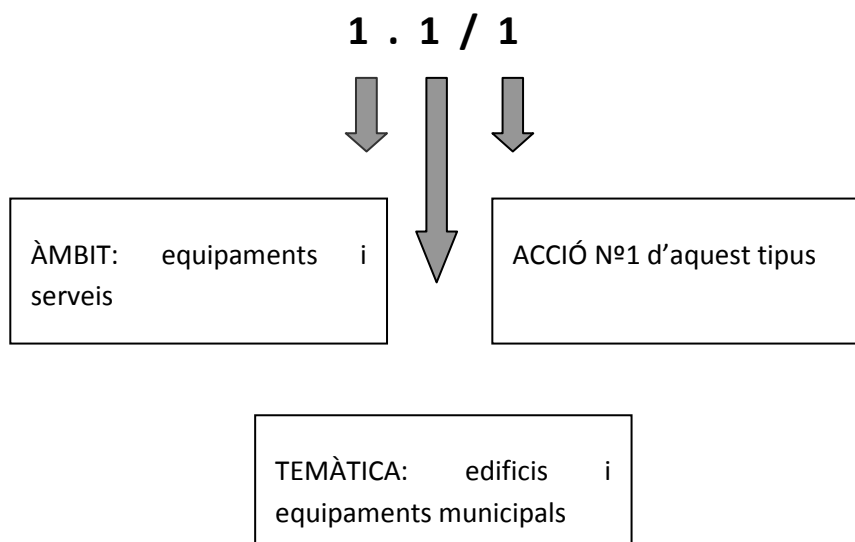 1 . 1 / 1
ÀMBIT: equipaments i
serveis
ACCIÓ Nº1 d’aquest tipus
TEMÀTICA: edificis i
equipaments municipals